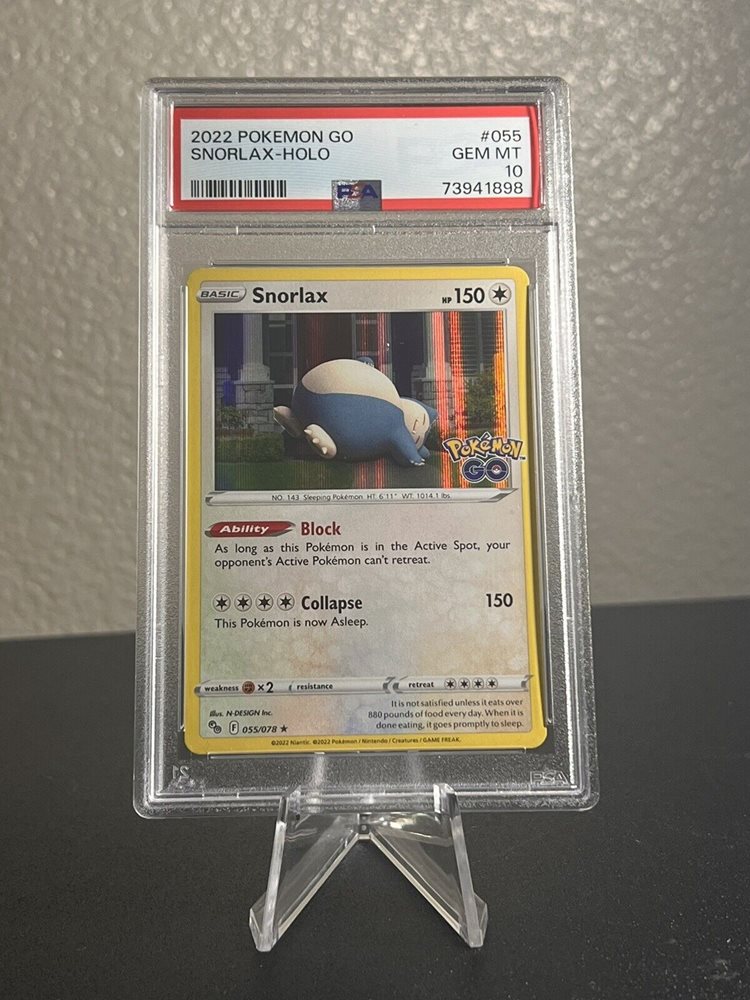 2022 POKEMON GO #055
SNORLAX-HOLO GEM MT
10
73941898
PSA
BASIC Snorlax HP 150
Pokémon
GO
NO. 143 Sleeping Pokémon HT: 6'11" WT: 1014.1 lbs.
Ability Block
As long as this Pokémon is in the Active Spot, your
opponent's Active Pokémon can't retreat.
Collapse 150
This Pokémon is now Asleep.
weakness ×2 resistance retreat
Illus. N-DESIGN Inc.
It is not satisfied unless it eats over
880 pounds of food every day. When it is
done eating, it goes promptly to sleep.
F 055/078 ★
©2022 Niantic. ©2022 Pokémon / Nintendo / Creatures / GAME FREAK.
PSA